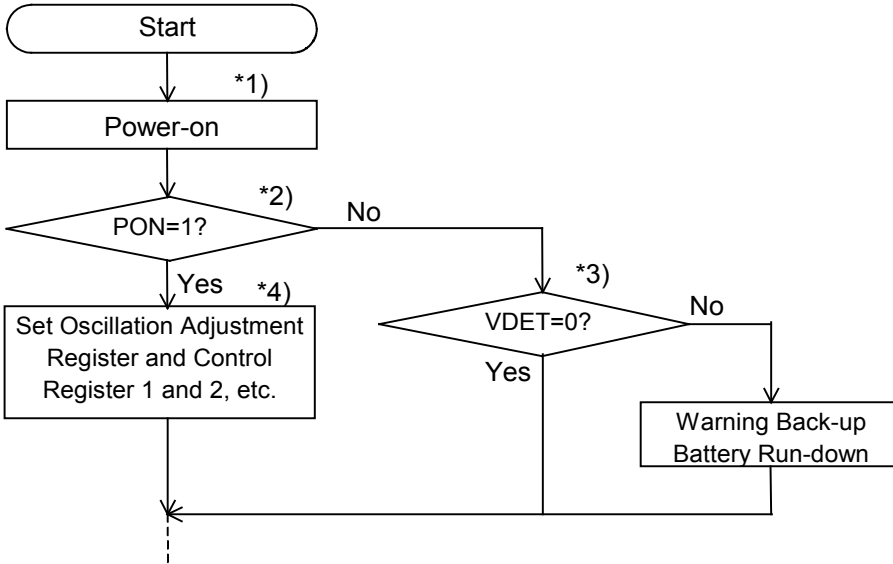 Start
*1)
Power-on
*2)
PON=1?
No
Yes
*3)
*4)
VDET=0?
No
Set Oscillation Adjustment
Register and Control
Register 1 and 2, etc.
Yes
Warning Back-up
Battery Run-down